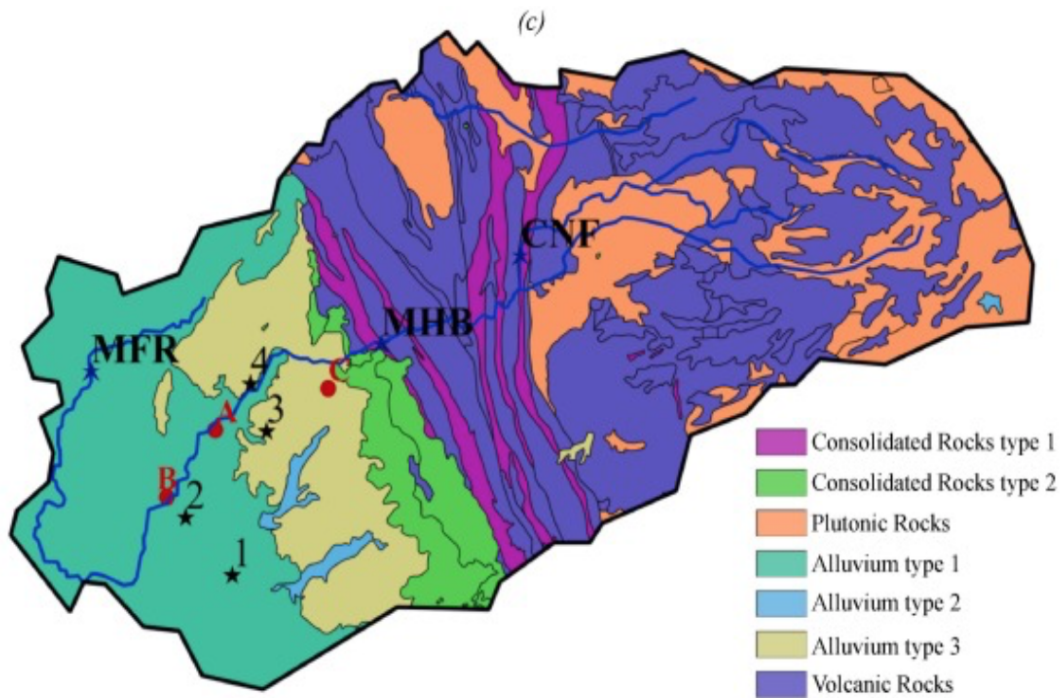 (c)
CNF
MHB
MFR
4
C
3
A
B
2
1
Consolidated Rocks type 1
Consolidated Rocks type 2
Plutonic Rocks
Alluvium type 1
Alluvium type 2
Alluvium type 3
Volcanic Rocks